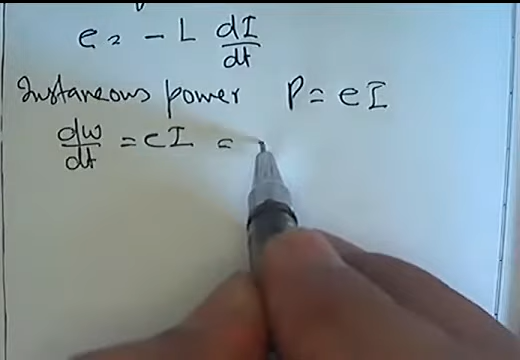 e = - L dI/dt
Instaneous power P = eI
dw/dt = eI =